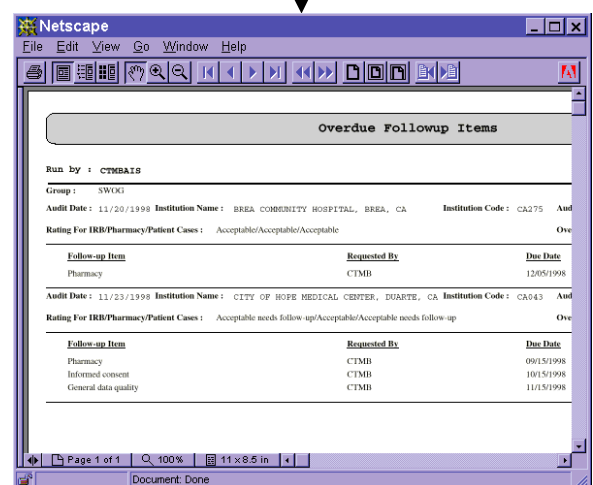 Netscape
File Edit View Go Window Help
Overdue Followup Items
Run by : CTMBAIS
Group : SWOG
Audit Date : 11/20/1998 Institution Name : BREA COMMUNITY HOSPITAL, BREA, CA Institution Code : CA275 Aud
Rating For IRB/Pharmacy/Patient Cases : Acceptable/Acceptable/Acceptable Ove
Follow-up Item Requested By Due Date
Pharmacy CTMB 12/05/1998
Audit Date : 11/23/1998 Institution Name : CITY OF HOPE MEDICAL CENTER, DUARTE, CA Institution Code : CA043 Aud
Rating For IRB/Pharmacy/Patient Cases : Acceptable needs follow-up/Acceptable/Acceptable needs follow-up Ove
Follow-up Item Requested By Due Date
Pharmacy CTMB 09/15/1998
Informed consent CTMB 10/15/1998
General data quality CTMB 11/15/1998
Page 1 of 1 100% 11 x 8.5 in
Document: Done